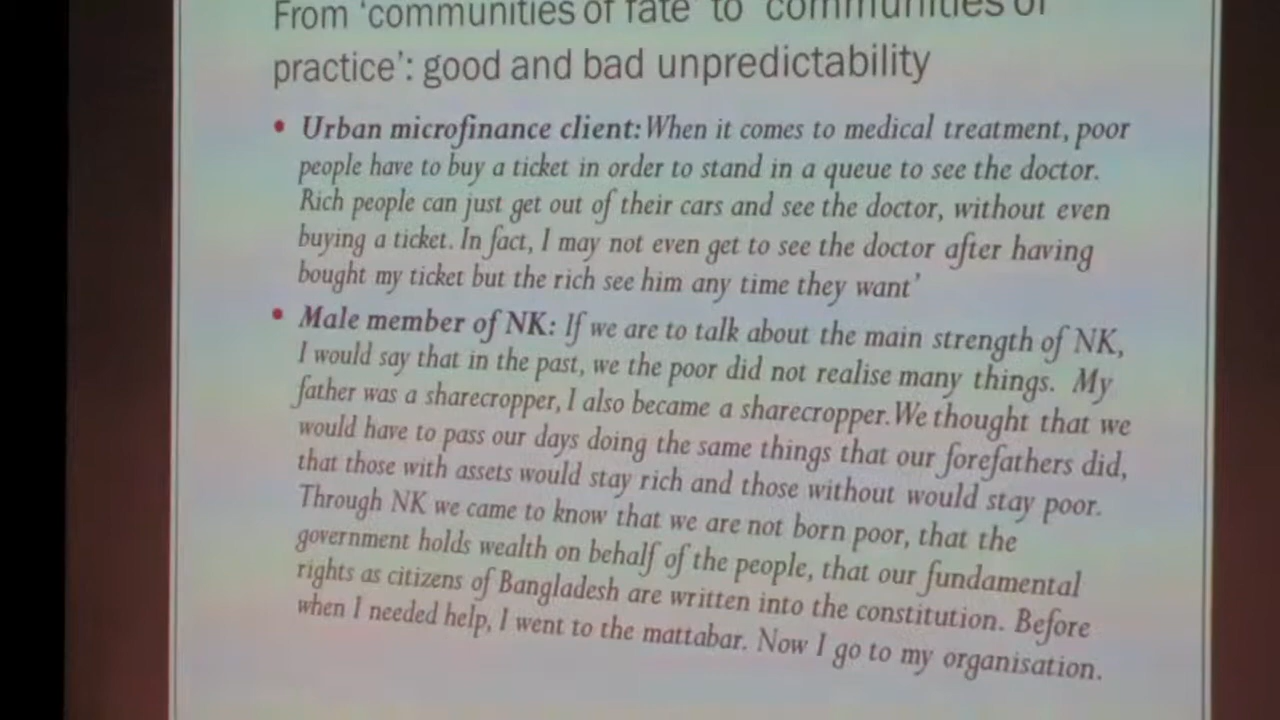 From 'communities of fate' to 'communities of
practice': good and bad unpredictability
• Urban microfinance client: When it comes to medical treatment, poor
people have to buy a ticket in order to stand in a queue to see the doctor.
Rich people can just get out of their cars and see the doctor, without even
buying a ticket. In fact, I may not even get to see the doctor after having
bought my ticket but the rich see him any time they want'
• Male member of NK: If we are to talk about the main strength of NK,
I would say that in the past, we the poor did not realise many things. My
father was a sharecropper, I also became a sharecropper. We thought that we
would have to pass our days doing the same things that our forefathers did,
that those with assets would stay rich and those without would stay poor.
Through NK we came to know that we are not born poor, that the
government holds wealth on behalf of the people, that our fundamental
rights as citizens of Bangladesh are written into the constitution. Before
when I needed help, I went to the mattabar. Now I go to my organisation.